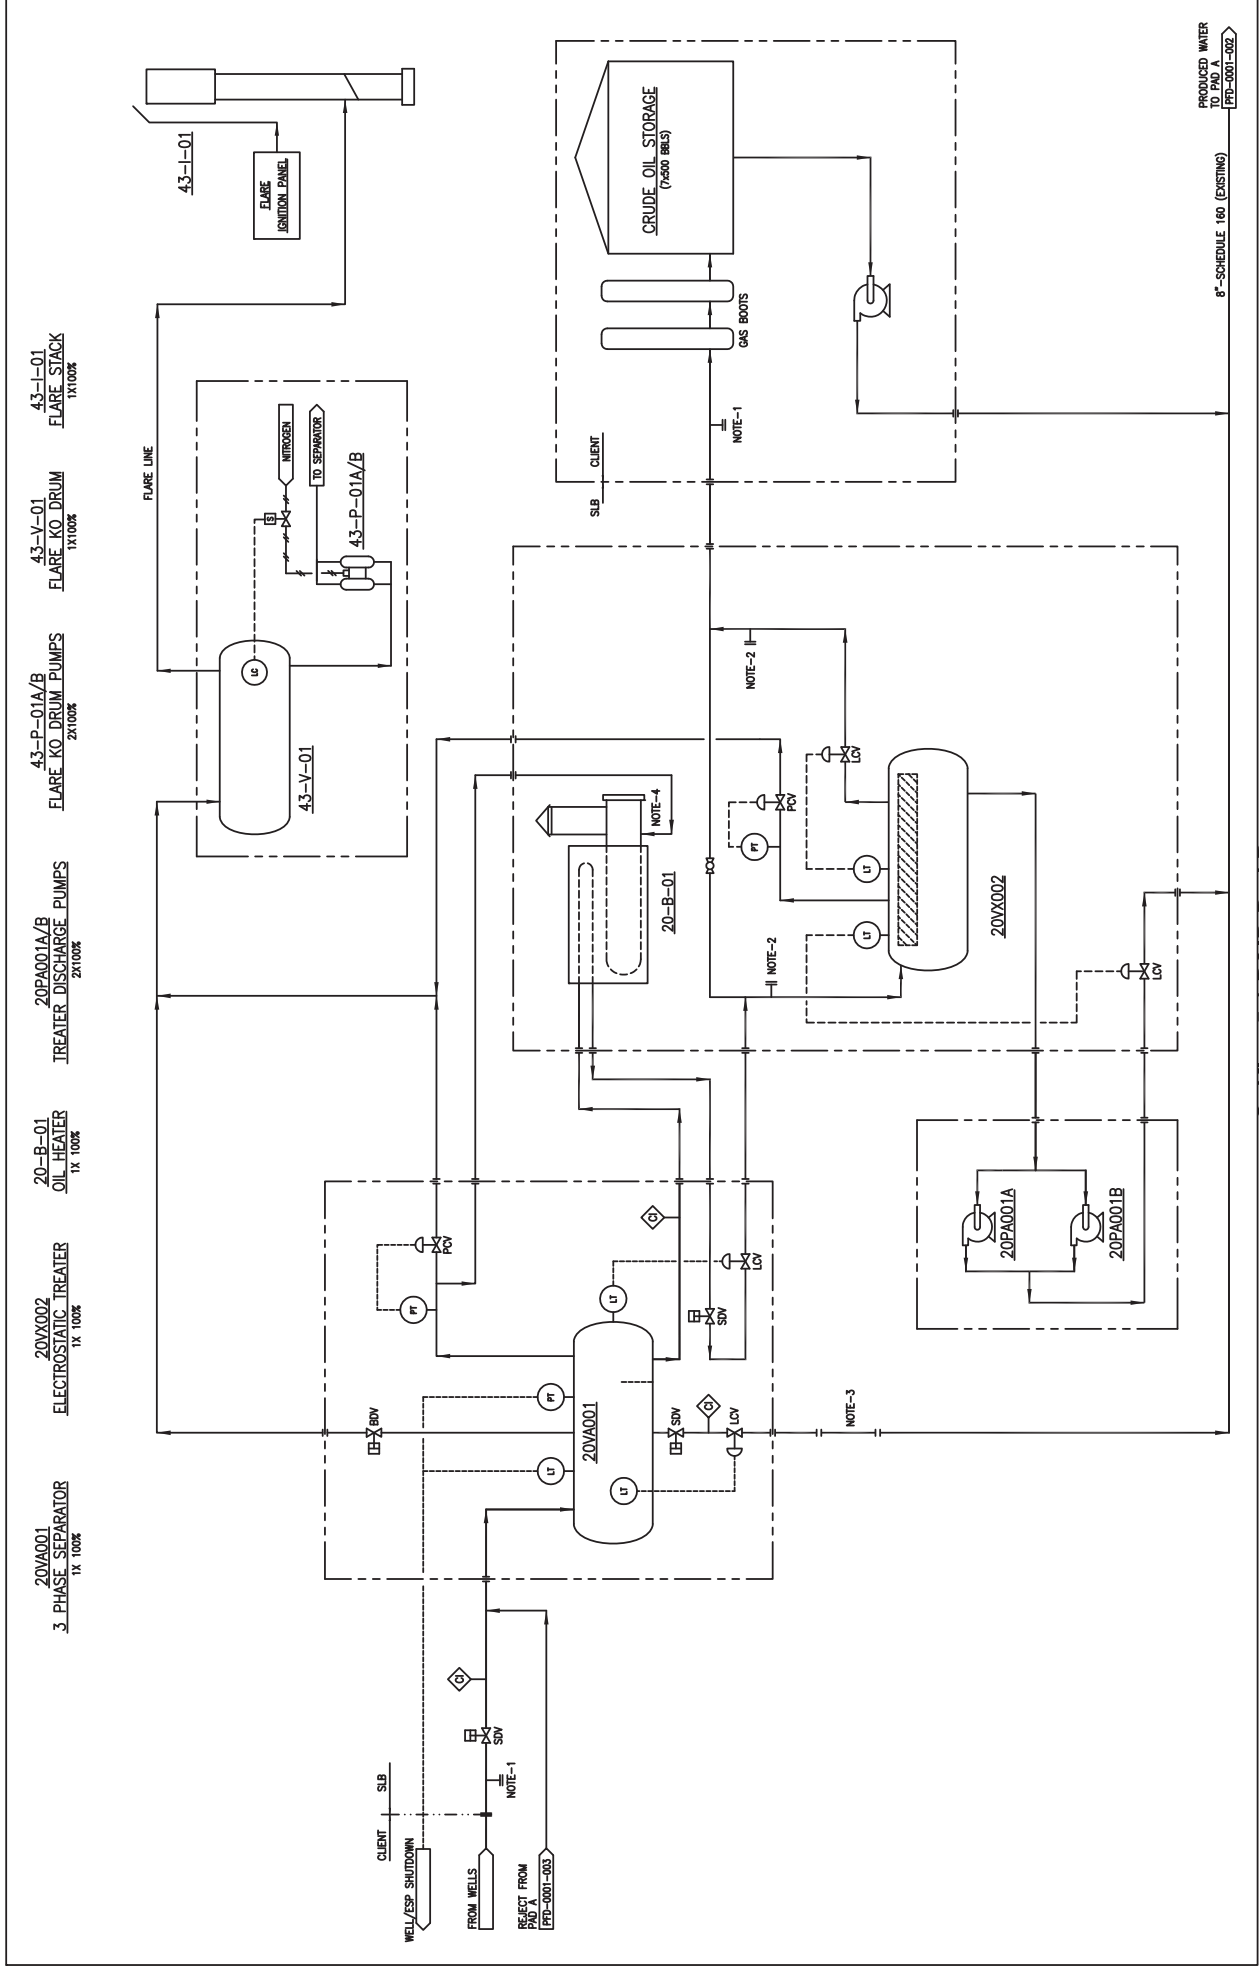 20VA001
3 PHASE SEPARATOR
1X 100%
20VX002
ELECTROSTATIC TREATER
1X 100%
20-B-01
OIL HEATER
1X 100%
20PA001A/B
TREATER DISCHARGE PUMPS
2X100%
43-P-01A/B
FLARE KO DRUM PUMPS
2X100%
43-V-01
FLARE KO DRUM
1X100%
43-I-01
FLARE STACK
1X100%
FLARE LINE
43-I-01
FLARE
IGNITION PANEL
NITROGEN
TO SEPARATOR
43-P-01A/B
S
LC
43-V-01
CLIENT
SLB
WELL/ESP SHUTDOWN
FROM WELLS
REJECT FROM
PAD A
PFD-0001-003
NOTE-1
SDV
CI
BDV
PT
PCV
LT
PT
20VA001
LT
LT
SDV
CI
LCV
SDV
LCV
CI
NOTE-3
NOTE-4
20-B-01
NOTE-2
PT
PCV
LT
LT
LCV
NOTE-2
20VX002
LCV
20PA001A
20PA001B
SLB
CLIENT
NOTE-1
GAS BOOTS
CRUDE OIL STORAGE
(7x500 BBLS)
8"-SCHEDULE 160 (EXISTING)
PRODUCED WATER
TO PAD A
PFD-0001-002